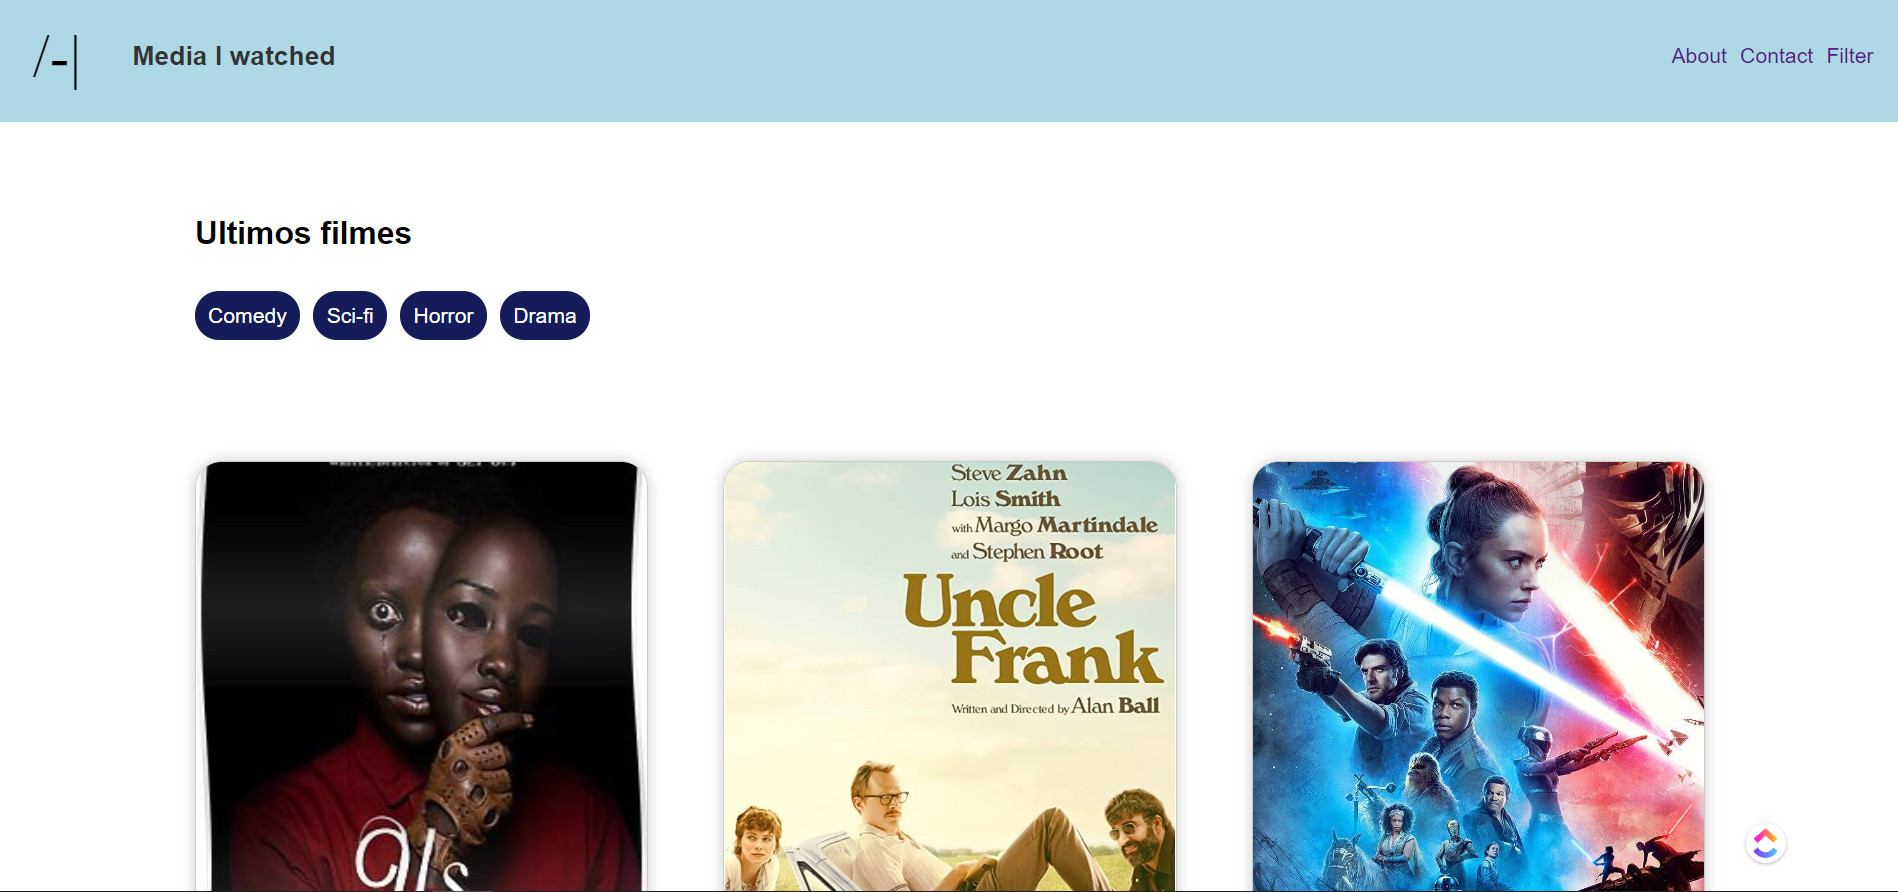 /-|
Media I watched
About Contact Filter
Ultimos filmes
Comedy Sci-fi Horror Drama
Steve Zahn
Lois Smith
with Margo Martindale
and Stephen Root
Uncle
Frank
Written and Directed by Alan Ball
Us